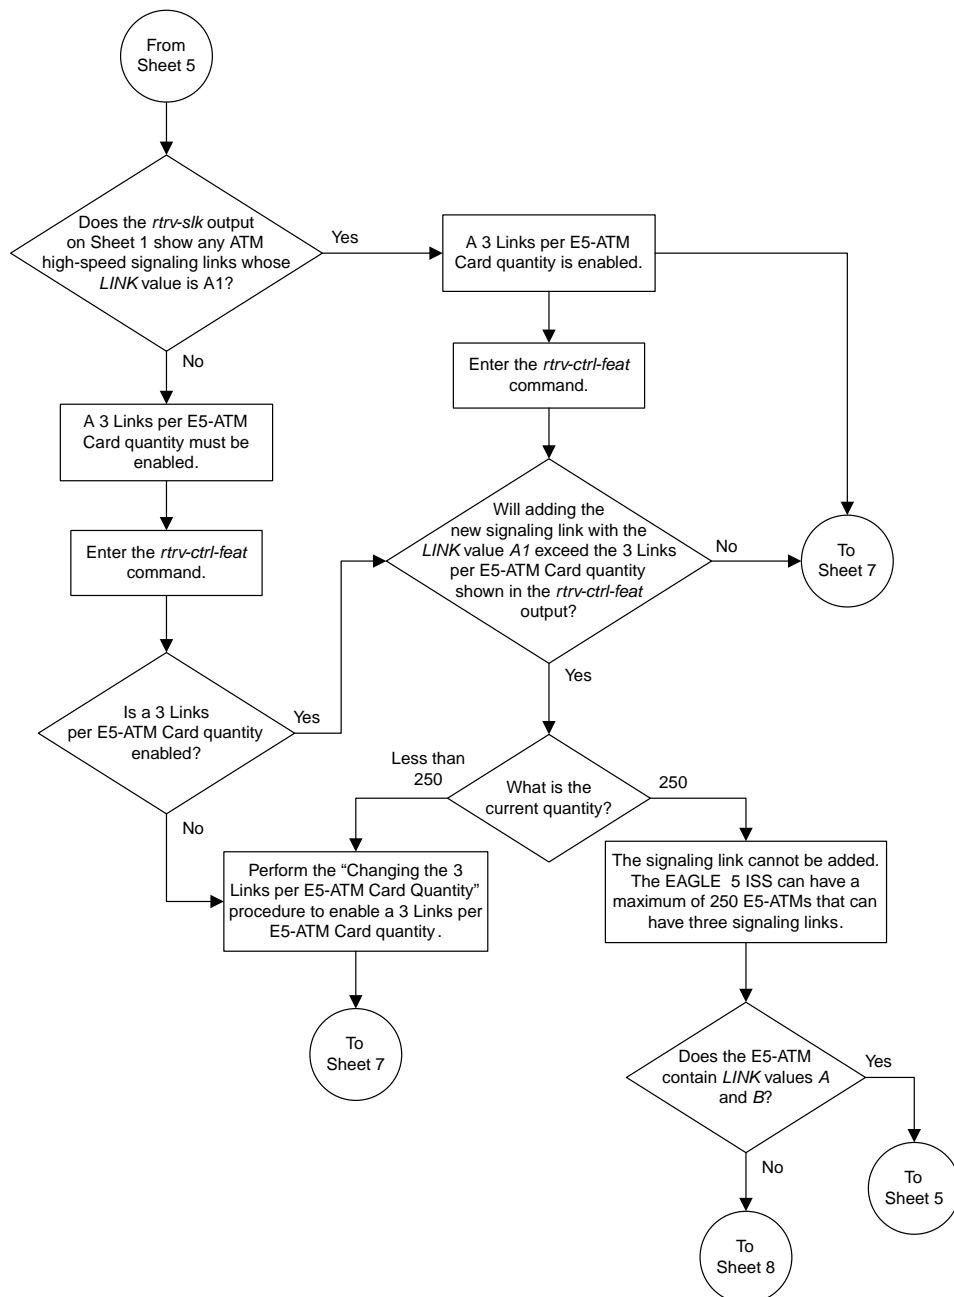 From
Sheet 5
Does the rtrv-slk output
on Sheet 1 show any ATM
high-speed signaling links whose
LINK value is A1?
Yes
A 3 Links per E5-ATM
Card quantity is enabled.
No
Enter the rtrv-ctrl-feat
command.
A 3 Links per E5-ATM
Card quantity must be
enabled.
Will adding the
new signaling link with the
LINK value A1 exceed the 3 Links
per E5-ATM Card quantity
shown in the rtrv-ctrl-feat
output?
No
To
Sheet 7
Enter the rtrv-ctrl-feat
command.
Yes
Is a 3 Links
per E5-ATM Card quantity
enabled?
Yes
No
What is the
current quantity?
Less than
250
250
Perform the “Changing the 3
Links per E5-ATM Card Quantity”
procedure to enable a 3 Links per
E5-ATM Card quantity.
The signaling link cannot be added.
The EAGLE 5 ISS can have a
maximum of 250 E5-ATMs that can
have three signaling links.
To
Sheet 7
Does the E5-ATM
contain LINK values A
and B?
Yes
No
To
Sheet 5
To
Sheet 8